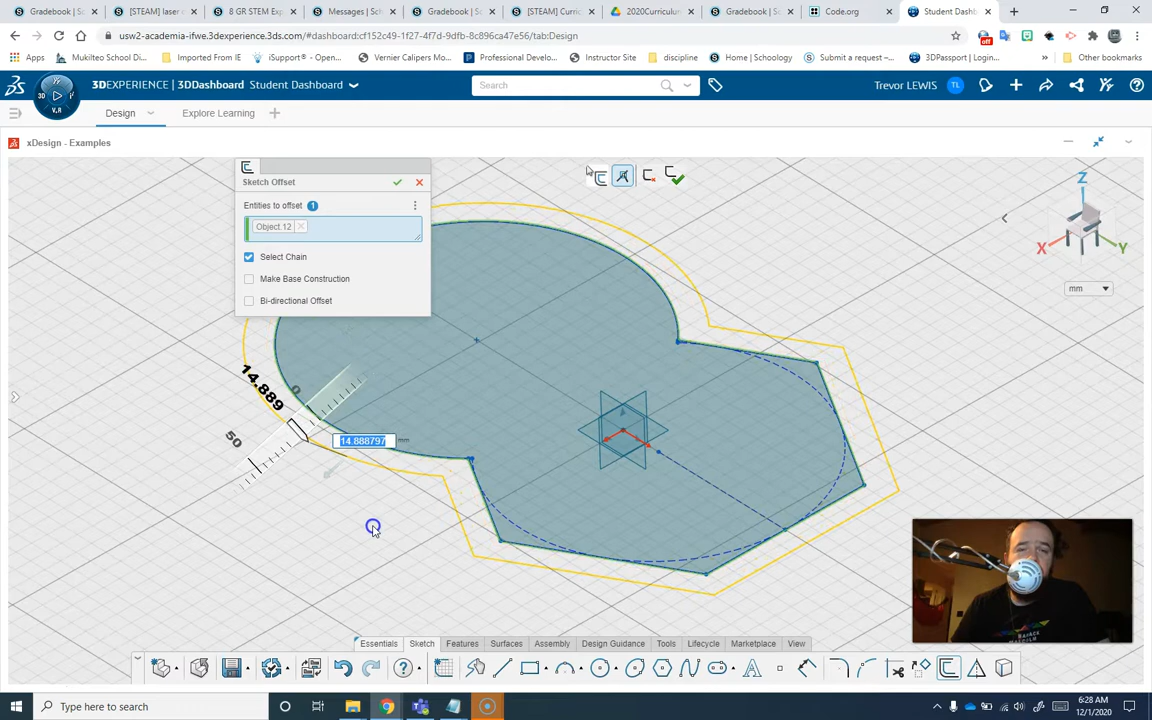 [STEAM] laser c
8 GR STEM Exp
Messages | Sch
Gradebook | Sc
[STEAM] Curric
2020Curriculum
Gradebook | Sc
Code.org
Student Dashb
usw2-academia-ifwe.3dexperience.3ds.com/#dashboard:cf152c49-1f27-4f7d-9dfb-8c896ca47e56/tab:Design
Apps
Mukilteo School Di...
Imported From IE
iSupport® - Open...
Vernier Calipers Mo...
Professional Develo...
Instructor Site
discipline
Home | Schoology
Submit a request –...
3DPassport | Login...
Other bookmarks
3DEXPERIENCE | 3DDashboard Student Dashboard
Search
Trevor LEWIS
TL
3D
V.R
Design
Explore Learning
xDesign - Examples
Sketch Offset
Entities to offset 1
Object.12
Select Chain
Make Base Construction
Bi-directional Offset
Z
X
Y
mm
14.889
0
50
14.888797 mm
Essentials
Sketch
Features
Surfaces
Assembly
Design Guidance
Tools
Lifecycle
Marketplace
View
Type here to search
6:28 AM
12/1/2020